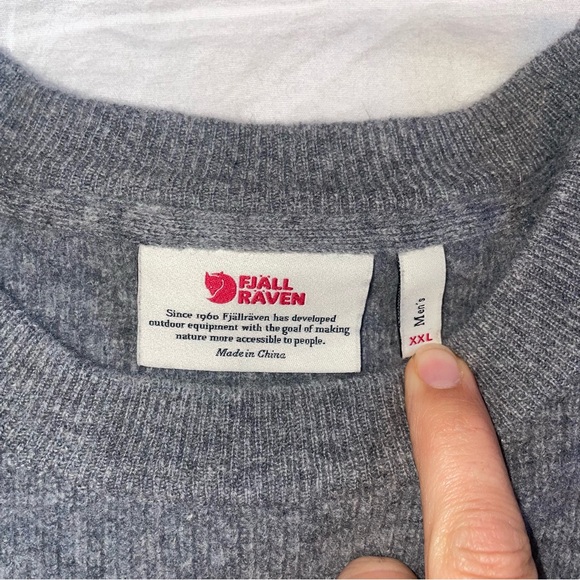 FJÄLL
RÄVEN
Since 1960 Fjällräven has developed
outdoor equipment with the goal of making
nature more accessible to people.
Made in China
Men's
XXL